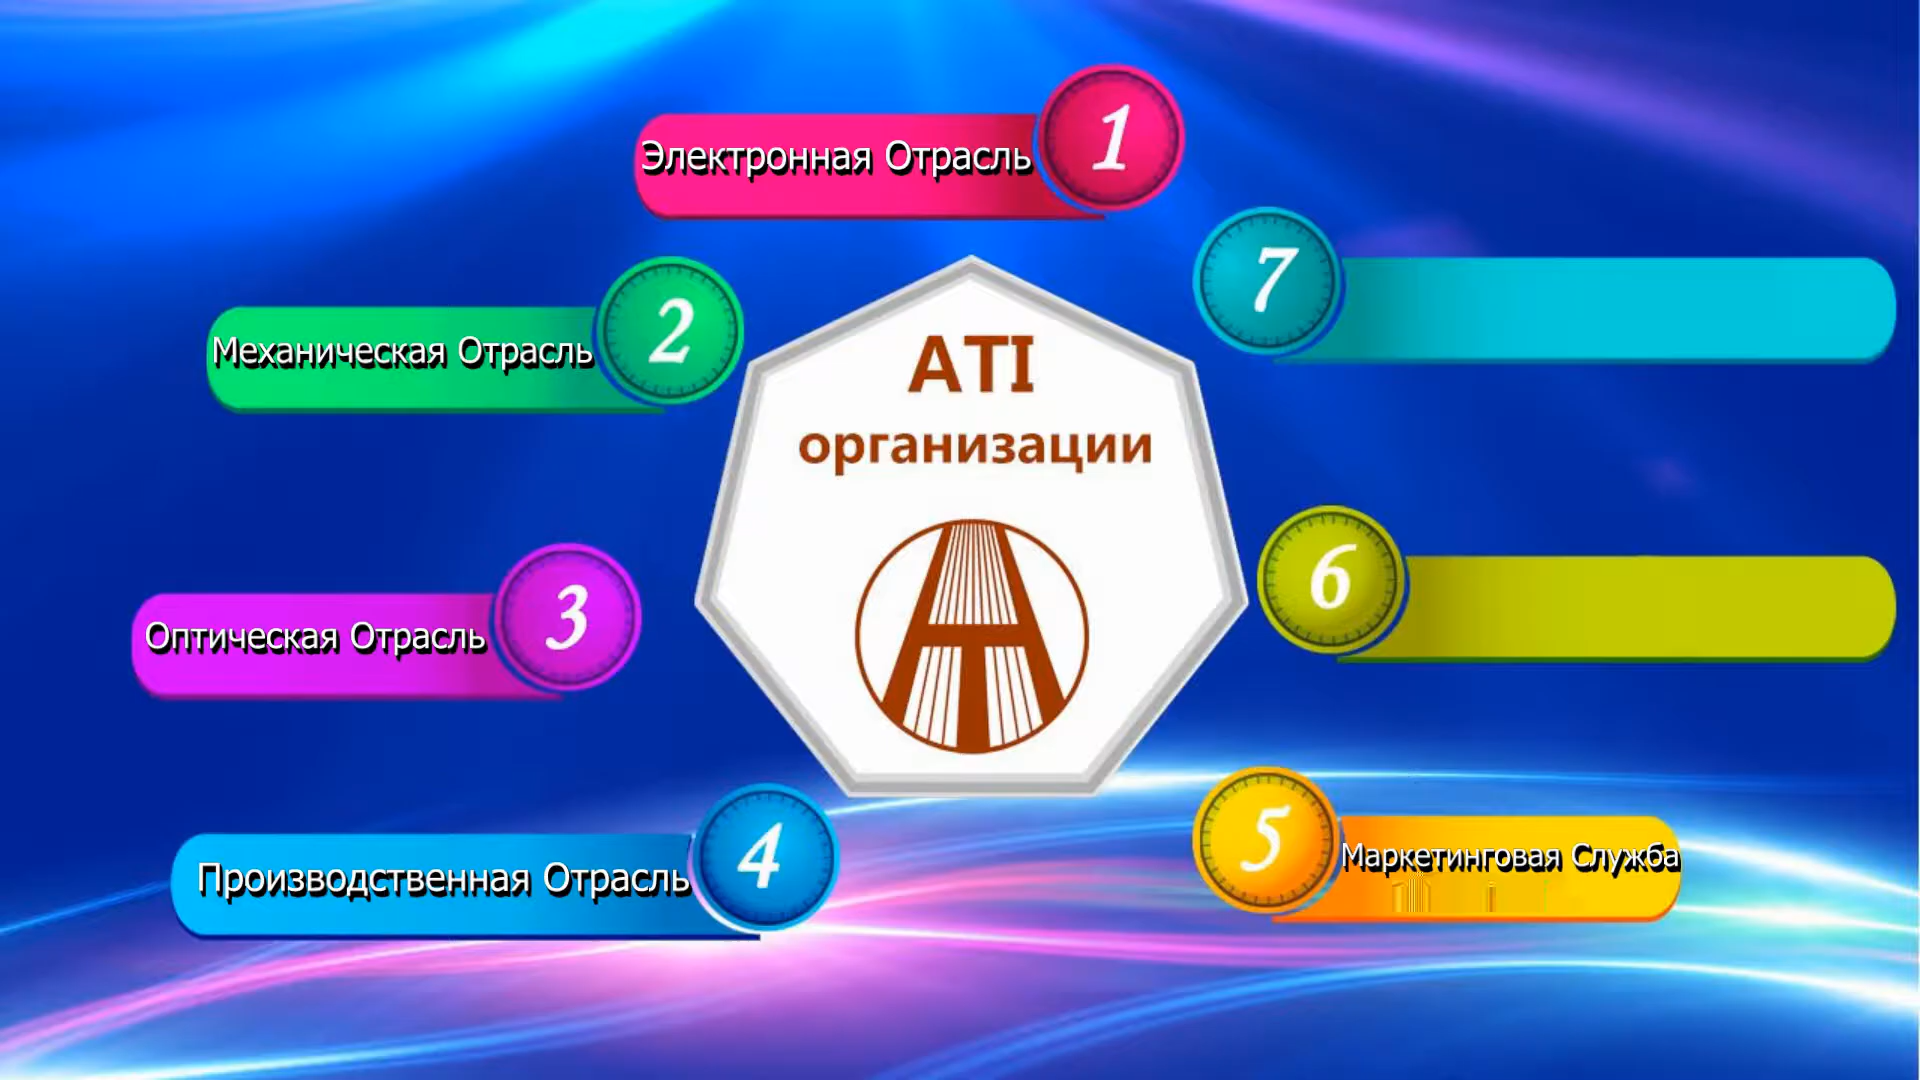 1
Электронная Отрасль
2
Механическая Отрасль
3
Оптическая Отрасль
4
Производственная Отрасль
5
Маркетинговая Служба
6
7
ATI
организации